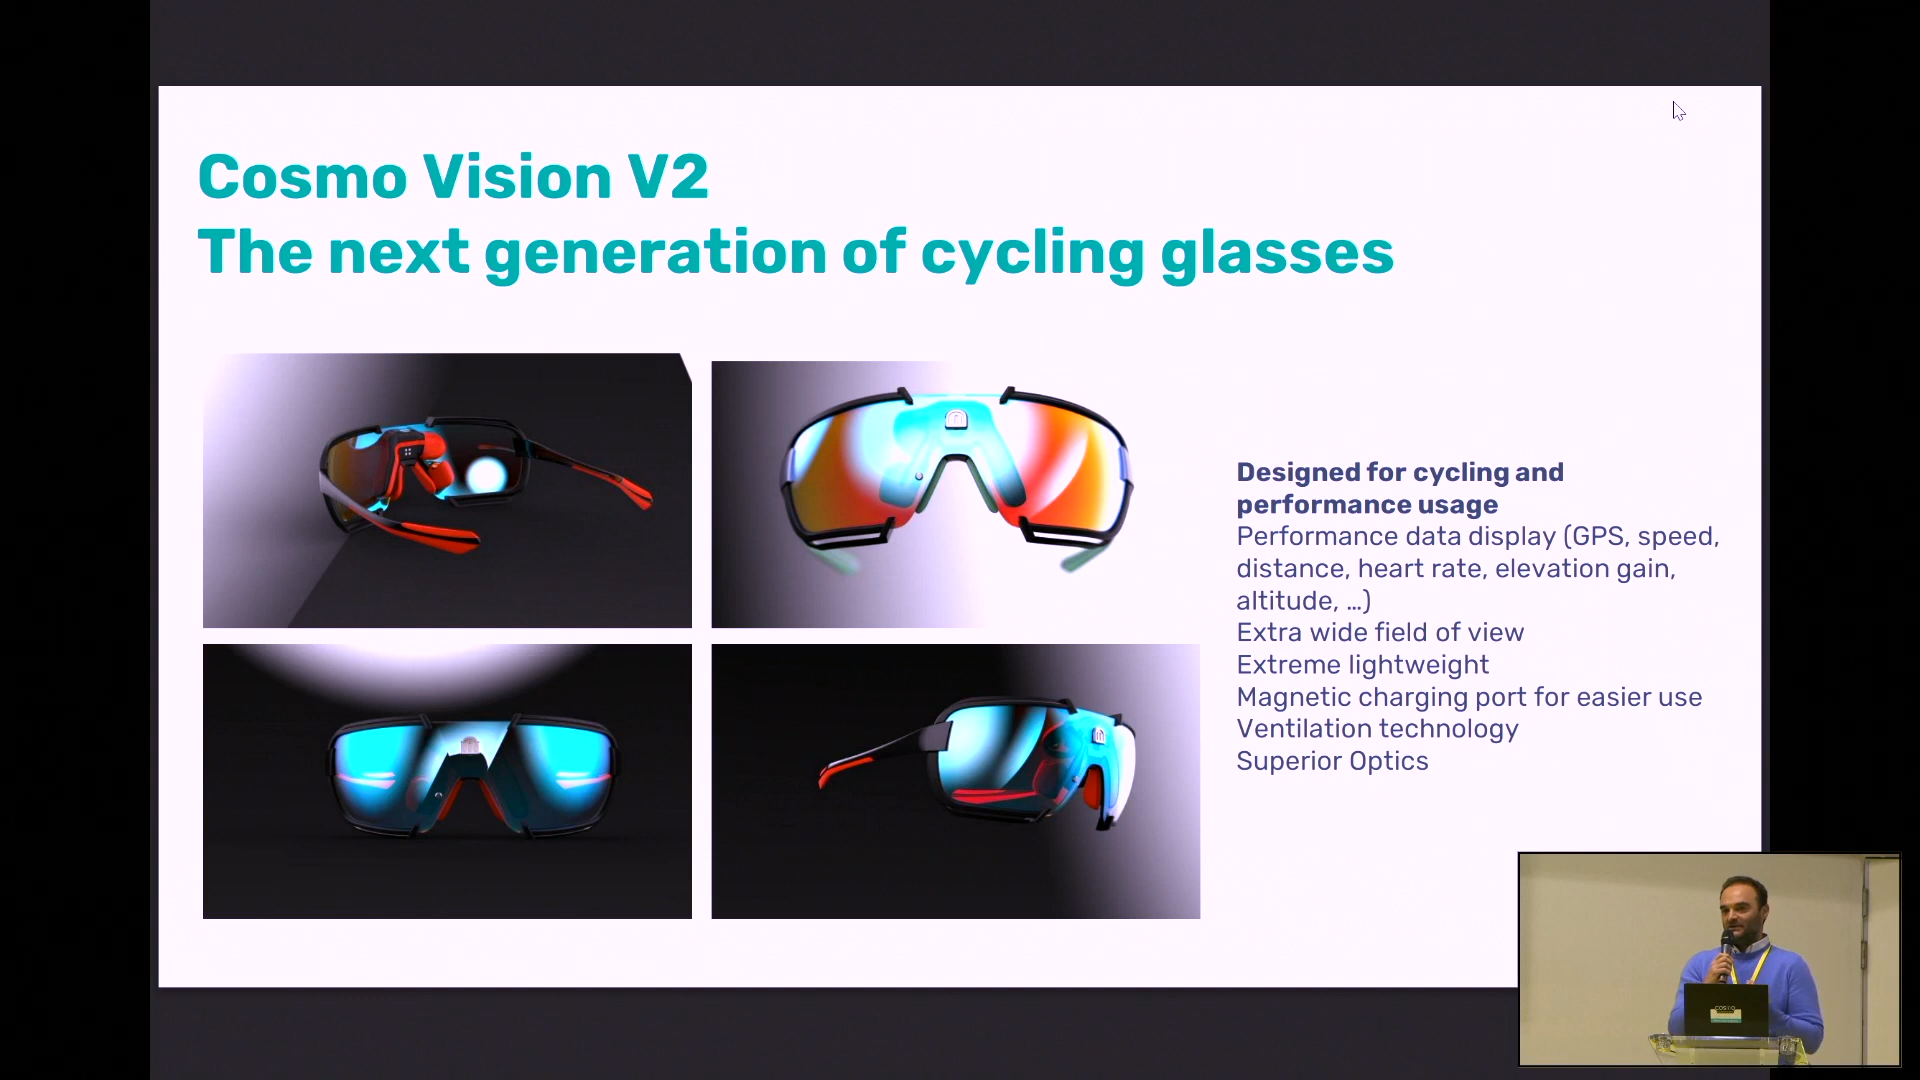 Cosmo Vision V2
The next generation of cycling glasses
Designed for cycling and
performance usage
Performance data display (GPS, speed,
distance, heart rate, elevation gain,
altitude, ...)
Extra wide field of view
Extreme lightweight
Magnetic charging port for easier use
Ventilation technology
Superior Optics
COSMO